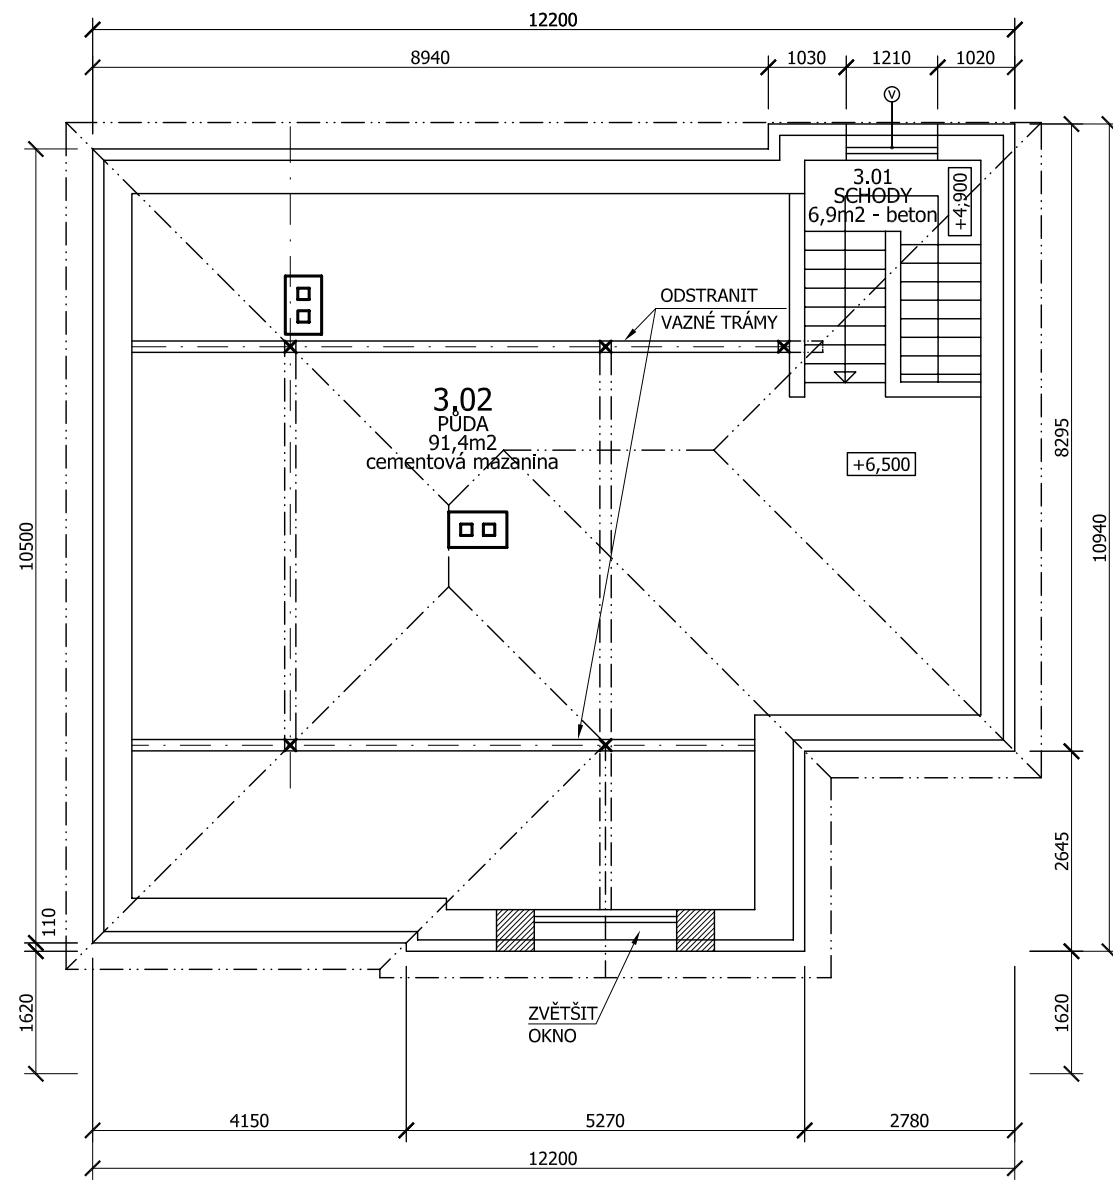 12200
8940
1030
1210
1020
V
3.01
SCHODY
6,9m2 - beton
+4,900
ODSTRANIT
VAZNÉ TRÁMY
3.02
PŮDA
91,4m2
cementová mazanina
+6,500
10500
8295
10940
110
2645
1620
1620
ZVĚTŠIT
OKNO
4150
5270
2780
12200